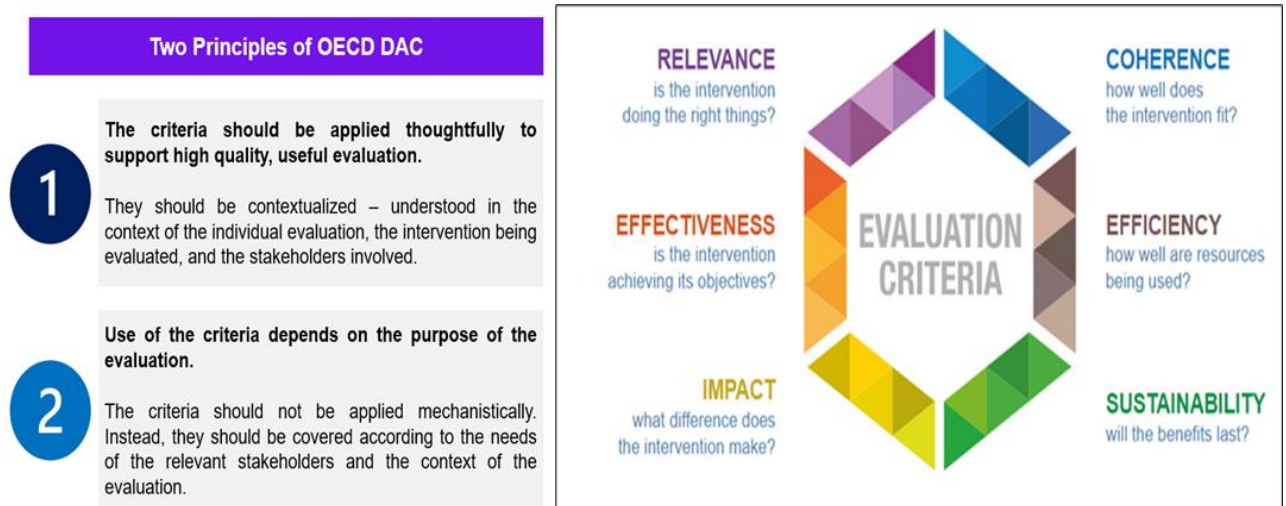 Two Principles of OECD DAC
1
The criteria should be applied thoughtfully to
support high quality, useful evaluation.
They should be contextualized – understood in the
context of the individual evaluation, the intervention being
evaluated, and the stakeholders involved.
2
Use of the criteria depends on the purpose of the
evaluation.
The criteria should not be applied mechanistically.
Instead, they should be covered according to the needs
of the relevant stakeholders and the context of the
evaluation.
RELEVANCE
is the intervention
doing the right things?
COHERENCE
how well does
the intervention fit?
EFFECTIVENESS
is the intervention
achieving its objectives?
EVALUATION
CRITERIA
EFFICIENCY
how well are resources
being used?
IMPACT
what difference does
the intervention make?
SUSTAINABILITY
will the benefits last?